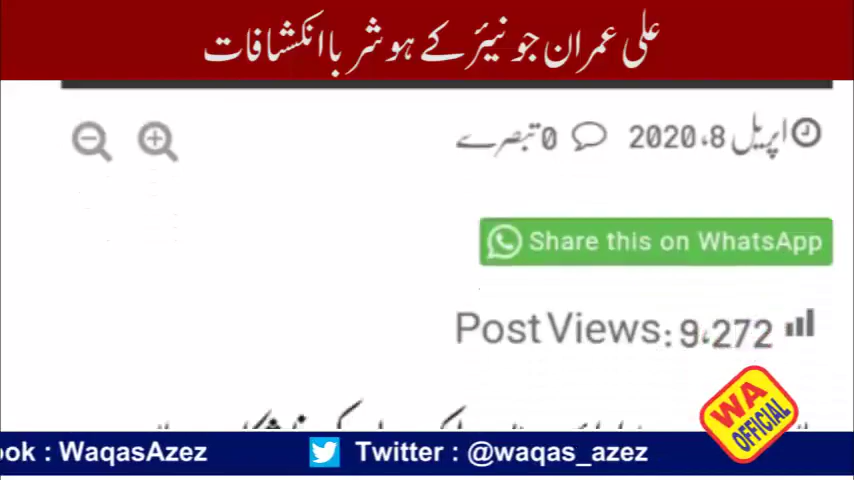 علی عمران جونیئر کے ہوشربا انکشافات
اپریل 8، 2020 0 تبصرے
Share this on WhatsApp
Post Views: 9,272
WA
OFFICIAL
ook : WaqasAzez Twitter : @waqas_azez